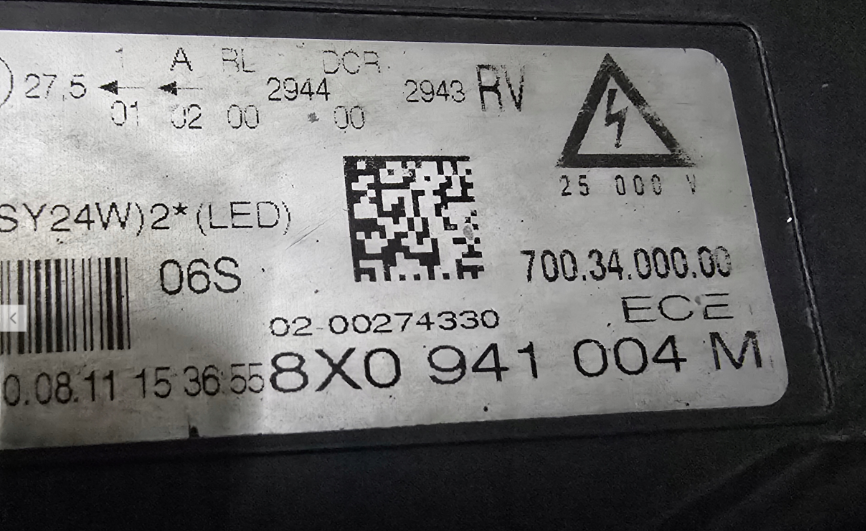 1 A RL DCR
27,5 2944 2943 RV
01 02 00 00
25 000 V
SY24W)2*(LED)
06S
700.34.000.00
02-00274330
ECE
0.08.11 15 36:55
8X0 941 004 M